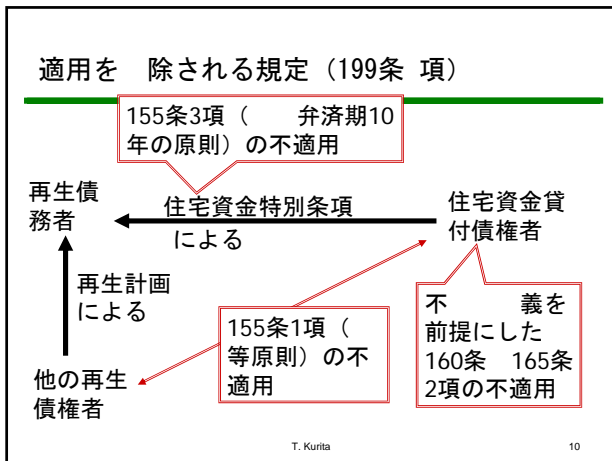 適用を　除される規定（199条 項）
155条3項（　　弁済期10
年の原則）の不適用
再生債
務者
住宅資金特別条項
による
住宅資金貸
付債権者
再生計画
による
155条1項（
等原則）の不
適用
不　　　義を
前提にした
160条　165条
2項の不適用
他の再生
債権者
T. Kurita
10